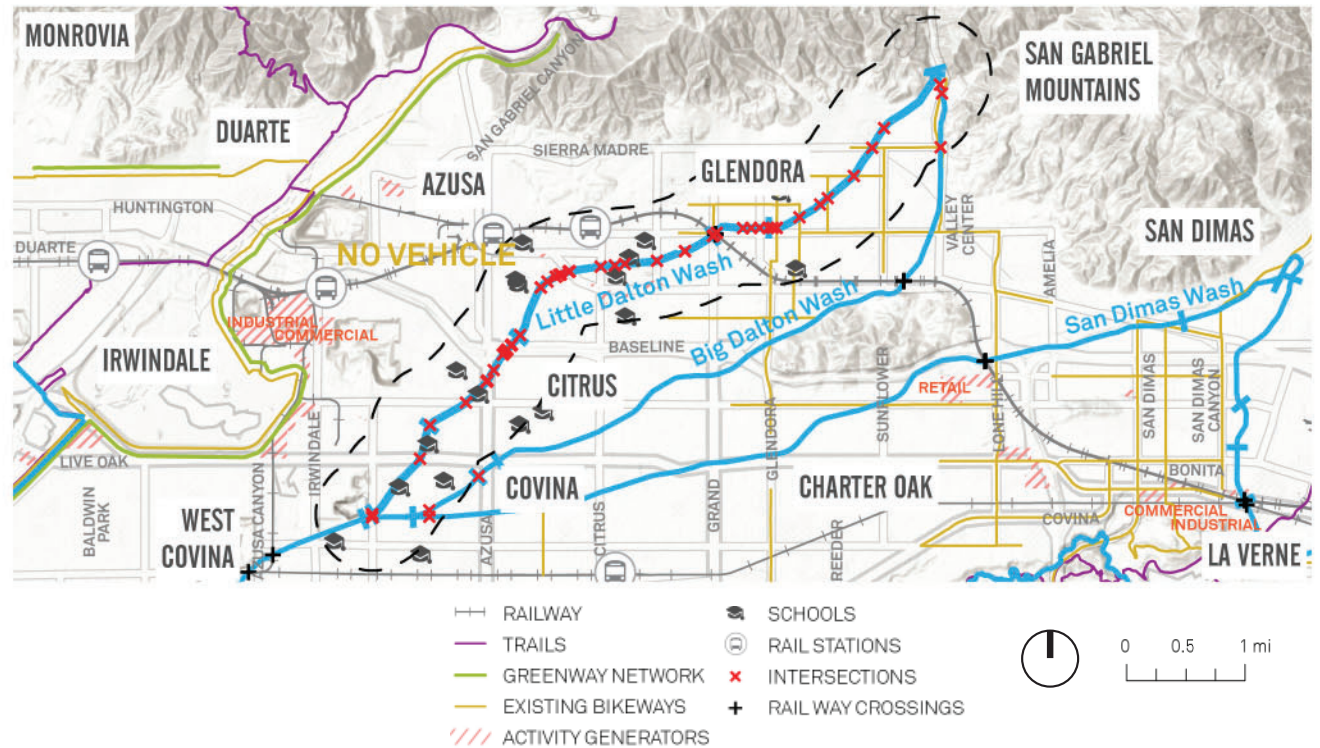 MONROVIA
SAN GABRIEL
MOUNTAINS
DUARTE
SAN GABRIEL CANYON
SIERRA MADRE
AZUSA
GLENDORA
HUNTINGTON
DUARTE
NO VEHICLE
VALLEY
CENTER
SAN DIMAS
AMELIA
Little Dalton Wash
Big Dalton Wash
San Dimas Wash
INDUSTRIAL
COMMERCIAL
IRWINDALE
BASELINE
CITRUS
RETAIL
GLENDORA
SUNFLOWER
LONE HILL
SAN DIMAS
SAN DIMAS
CANYON
LIVE OAK
IRWINDALE
AZUSA CANYON
BALDWIN
PARK
WEST
COVINA
AZUSA
COVINA
CITRUS
GRAND
CHARTER OAK
REEDER
BONITA
COVINA
COMMERCIAL
INDUSTRIAL
LA VERNE
RAILWAY
TRAILS
GREENWAY NETWORK
EXISTING BIKEWAYS
ACTIVITY GENERATORS
SCHOOLS
RAIL STATIONS
INTERSECTIONS
RAIL WAY CROSSINGS
0 0.5 1 mi